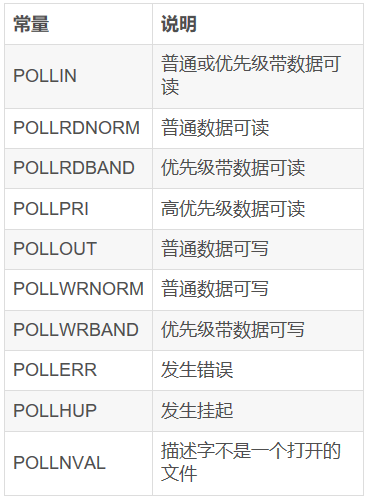 常量 说明
POLLIN 普通或优先级带数据可
读
POLLRDNORM 普通数据可读
POLLRDBAND 优先级带数据可读
POLLPRI 高优先级数据可读
POLLOUT 普通数据可写
POLLWRNORM 普通数据可写
POLLWRBAND 优先级带数据可写
POLLERR 发生错误
POLLHUP 发生挂起
POLLNVAL 描述字不是一个打开的
文件